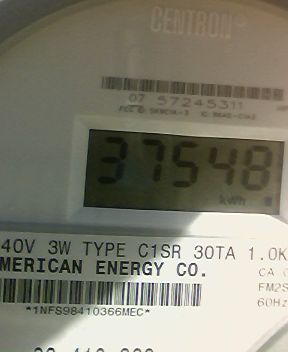 CENTRON®
07 57245311
37548
kWh
40V 3W TYPE C1SR 30TA 1.0K
MERICAN ENERGY CO.
CA 0
FM2S
60Hz
*1NFS98410366MEC*